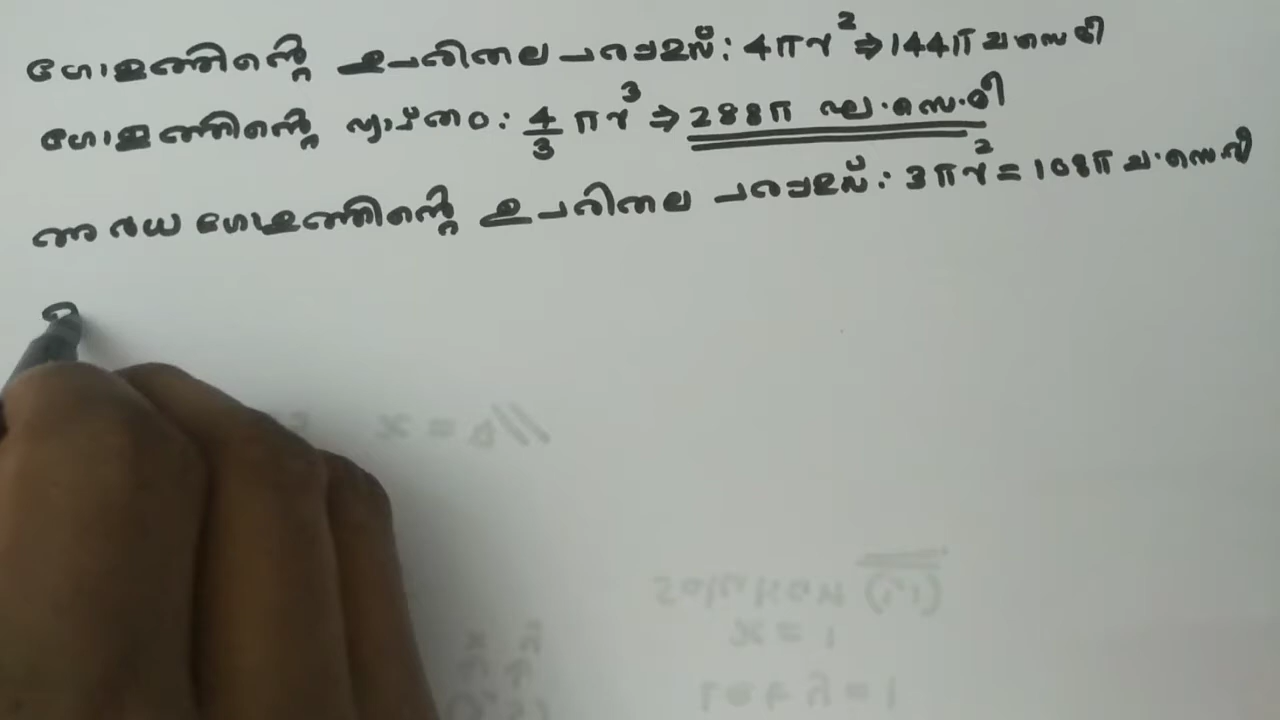 ഗോളത്തിന്റെ ഉപരിതല പരപ്പളവ്: 4πr² ⇒ 144π ച സെ മീ
ഗോളത്തിന്റെ വ്യാപ്തം: 4/3 πr³ ⇒ 288π ഘ.സെ.മീ
അർധ ഗോളത്തിന്റെ ഉപരിതല പരപ്പളവ്: 3πr² = 108π ച.സെ.മീ